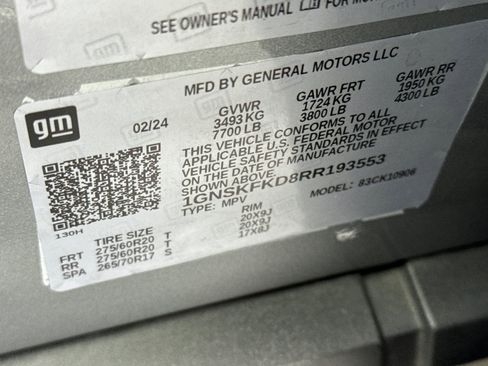 SEE OWNER'S MANUAL
MFD BY GENERAL MOTORS LLC
gm
02/24
GVWR GAWR FRT GAWR RR
3493 KG 1724 KG 1950 KG
7700 LB 3800 LB 4300 LB
THIS VEHICLE CONFORMS TO ALL
APPLICABLE U.S. FEDERAL MOTOR
VEHICLE SAFETY STANDARDS IN EFFECT
ON THE DATE OF MANUFACTURE
SHOWN ABOVE.
1GNSKFKD8RR193553
TYPE: MPV MODEL: 83CK10906
130H
TIRE SIZE RIM
FRT 275/60R20 T 20X9J
RR 275/60R20 T 20X9J
SPA 265/70R17 S 17X8J